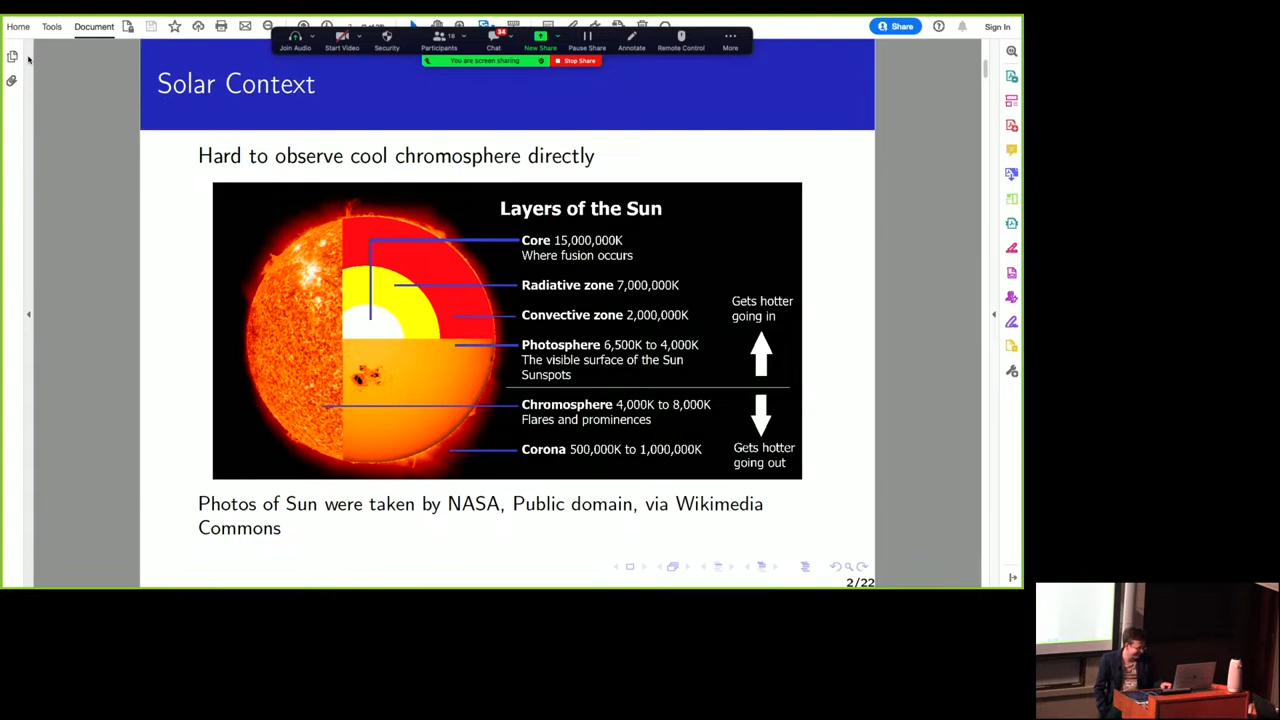 Home Tools Document
Share
Sign In
Join Audio Start Video Security Participants 18 Chat 34 New Share Pause Share Annotate Remote Control More
You are screen sharing Stop Share
Solar Context
Hard to observe cool chromosphere directly
Layers of the Sun
Core 15,000,000K
Where fusion occurs
Radiative zone 7,000,000K
Convective zone 2,000,000K
Gets hotter
going in
Photosphere 6,500K to 4,000K
The visible surface of the Sun
Sunspots
Chromosphere 4,000K to 8,000K
Flares and prominences
Corona 500,000K to 1,000,000K
Gets hotter
going out
Photos of Sun were taken by NASA, Public domain, via Wikimedia
Commons
2/22